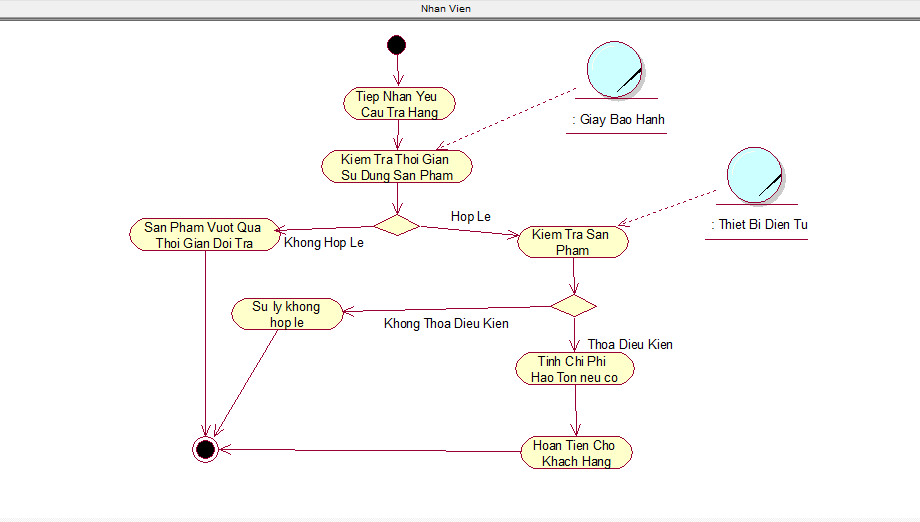 Nhan Vien
Tiep Nhan Yeu
Cau Tra Hang
: Giay Bao Hanh
Kiem Tra Thoi Gian
Su Dung San Pham
Hop Le
: Thiet Bi Dien Tu
San Pham Vuot Qua
Thoi Gian Doi Tra
Khong Hop Le
Kiem Tra San
Pham
Su ly khong
hop le
Khong Thoa Dieu Kien
Thoa Dieu Kien
Tinh Chi Phi
Hao Ton neu co
Hoan Tien Cho
Khach Hang